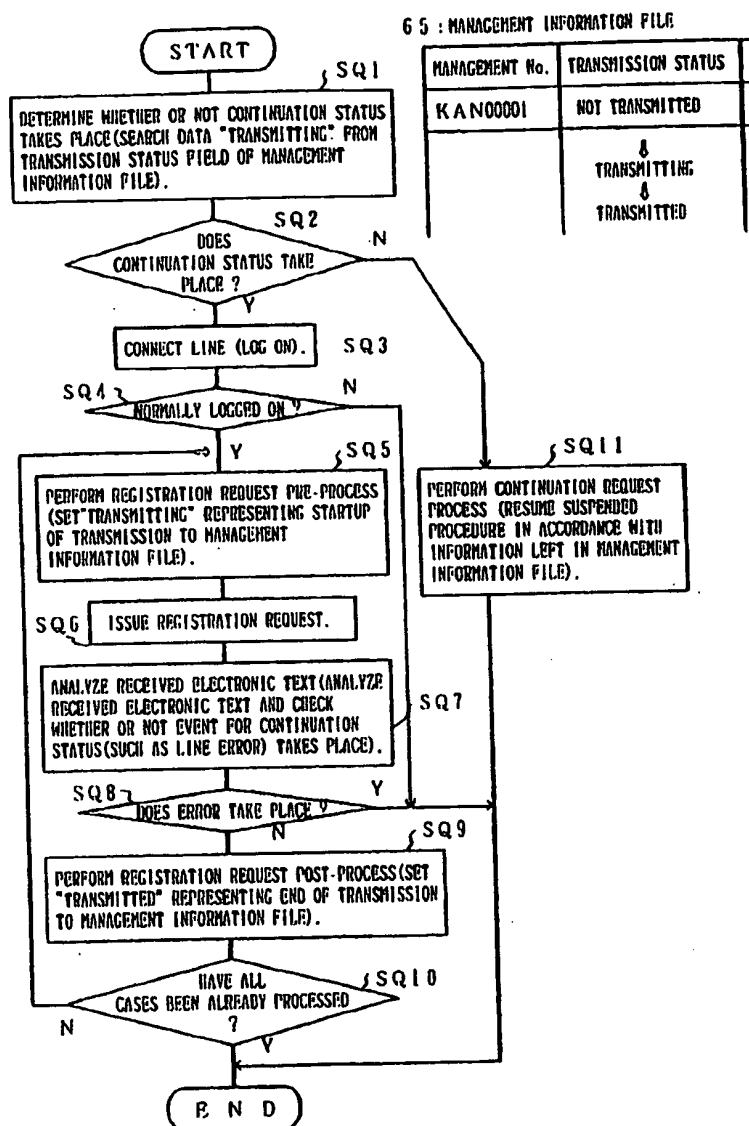 65 : MANAGEMENT INFORMATION FILE
MANAGEMENT No.
TRANSMISSION STATUS
KAN00001
NOT TRANSMITTED
TRANSMITTING
TRANSMITTED
START
SQ1
DETERMINE WHETHER OR NOT CONTINUATION STATUS
TAKES PLACE (SEARCH DATA "TRANSMITTING" FROM
TRANSMISSION STATUS FIELD OF MANAGEMENT
INFORMATION FILE).
SQ2
DOES
CONTINUATION STATUS TAKE
PLACE ?
N
Y
CONNECT LINE (LOG ON).
SQ3
SQ4
NORMALLY LOGGED ON ?
N
Y
SQ5
PERFORM REGISTRATION REQUEST PRE-PROCESS
(SET "TRANSMITTING" REPRESENTING STARTUP
OF TRANSMISSION TO MANAGEMENT
INFORMATION FILE).
SQ11
PERFORM CONTINUATION REQUEST
PROCESS (RESUME SUSPENDED
PROCEDURE IN ACCORDANCE WITH
INFORMATION LEFT IN MANAGEMENT
INFORMATION FILE).
SQ6
ISSUE REGISTRATION REQUEST.
ANALYZE RECEIVED ELECTRONIC TEXT (ANALYZE
RECEIVED ELECTRONIC TEXT AND CHECK
WHETHER OR NOT EVENT FOR CONTINUATION
STATUS (SUCH AS LINE ERROR) TAKES PLACE).
SQ7
SQ8
DOES ERROR TAKE PLACE ?
Y
N
SQ9
PERFORM REGISTRATION REQUEST POST-PROCESS (SET
"TRANSMITTED" REPRESENTING END OF TRANSMISSION
TO MANAGEMENT INFORMATION FILE).
HAVE ALL
CASES BEEN ALREADY PROCESSED
?
SQ10
N
Y
END